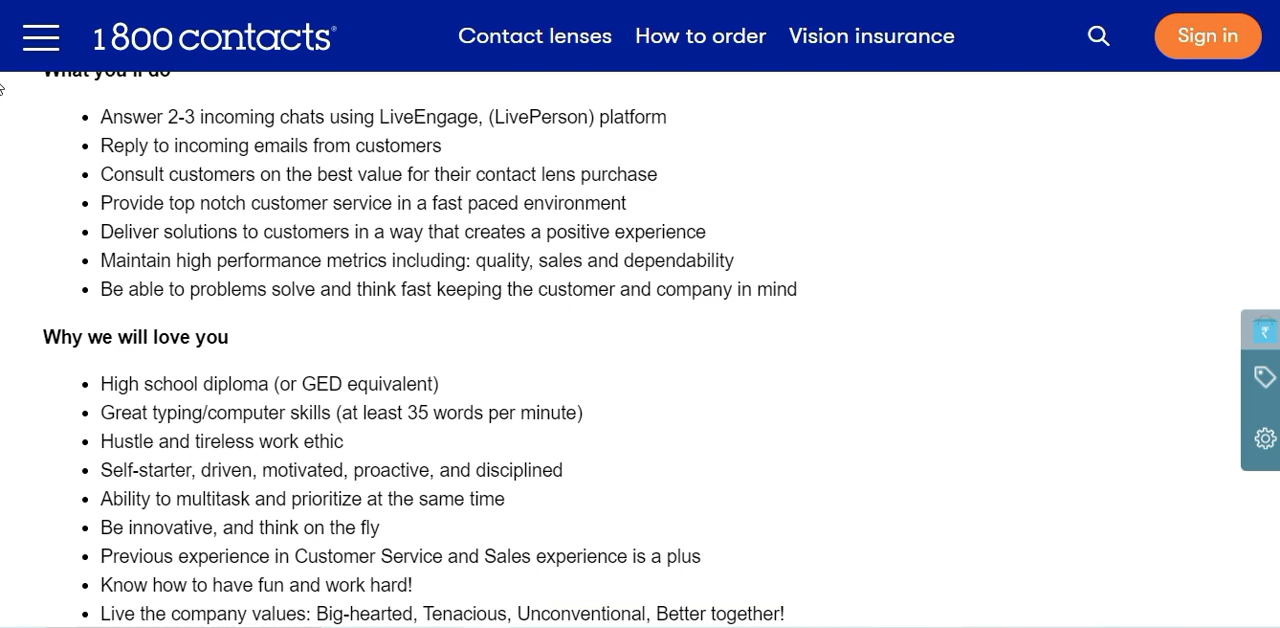 1 800 contacts
Contact lenses How to order Vision insurance Sign in
What you'll do
Answer 2-3 incoming chats using LiveEngage, (LivePerson) platform
Reply to incoming emails from customers
Consult customers on the best value for their contact lens purchase
Provide top notch customer service in a fast paced environment
Deliver solutions to customers in a way that creates a positive experience
Maintain high performance metrics including: quality, sales and dependability
Be able to problems solve and think fast keeping the customer and company in mind
Why we will love you
High school diploma (or GED equivalent)
Great typing/computer skills (at least 35 words per minute)
Hustle and tireless work ethic
Self-starter, driven, motivated, proactive, and disciplined
Ability to multitask and prioritize at the same time
Be innovative, and think on the fly
Previous experience in Customer Service and Sales experience is a plus
Know how to have fun and work hard!
Live the company values: Big-hearted, Tenacious, Unconventional, Better together!